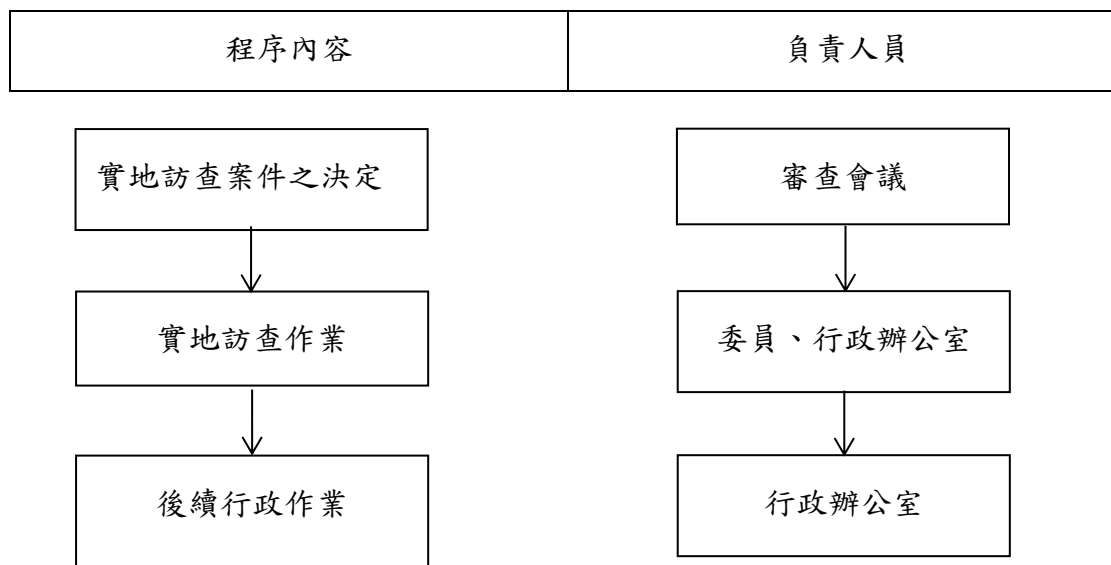 程序內容 負責人員
實地訪查案件之決定 審查會議
實地訪查作業 委員、行政辦公室
後續行政作業 行政辦公室